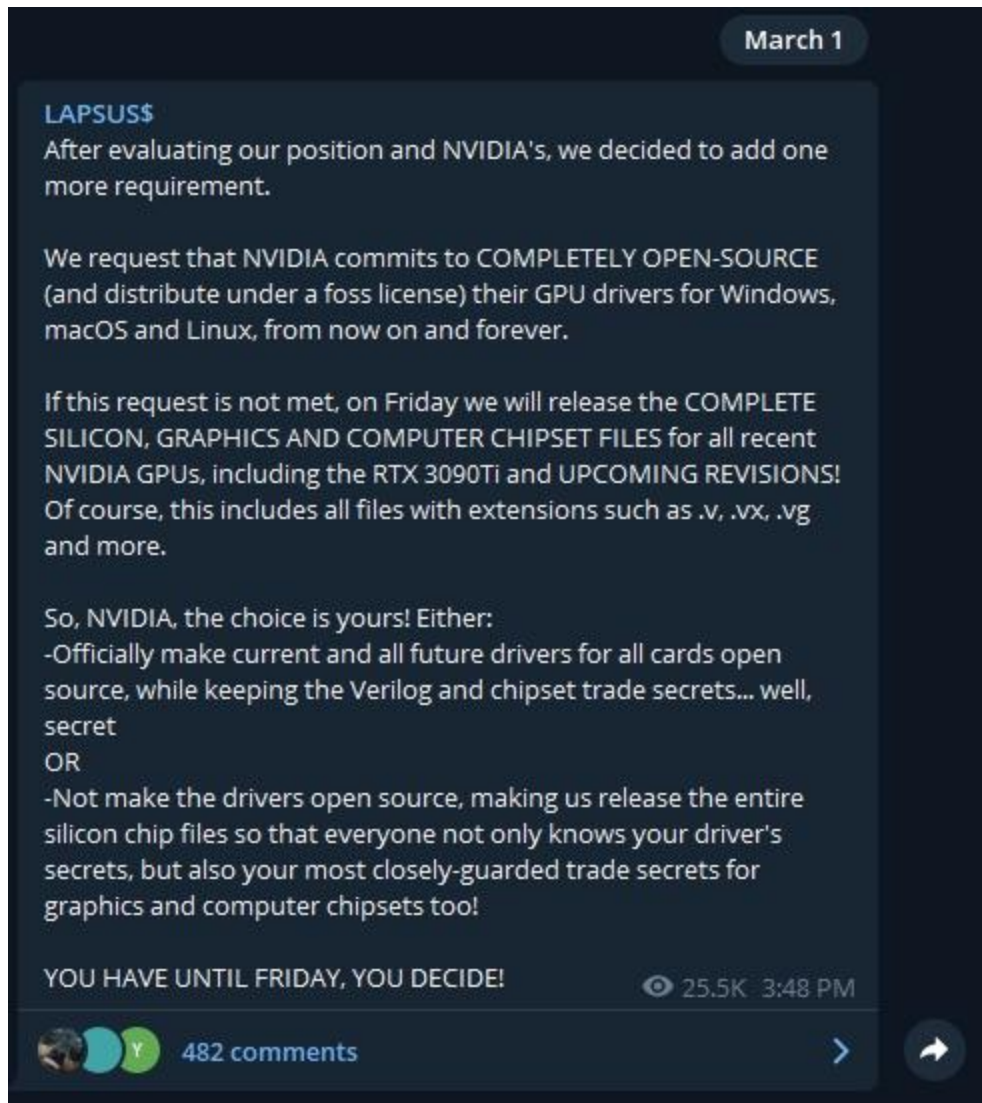 March 1
LAPSUS$
After evaluating our position and NVIDIA's, we decided to add one
more requirement.
We request that NVIDIA commits to COMPLETELY OPEN-SOURCE
(and distribute under a foss license) their GPU drivers for Windows,
macOS and Linux, from now on and forever.
If this request is not met, on Friday we will release the COMPLETE
SILICON, GRAPHICS AND COMPUTER CHIPSET FILES for all recent
NVIDIA GPUs, including the RTX 3090Ti and UPCOMING REVISIONS!
Of course, this includes all files with extensions such as .v, .vx, .vg
and more.
So, NVIDIA, the choice is yours! Either:
-Officially make current and all future drivers for all cards open
source, while keeping the Verilog and chipset trade secrets... well,
secret
OR
-Not make the drivers open source, making us release the entire
silicon chip files so that everyone not only knows your driver's
secrets, but also your most closely-guarded trade secrets for
graphics and computer chipsets too!
YOU HAVE UNTIL FRIDAY, YOU DECIDE!
25.5K 3:48 PM
Y
482 comments